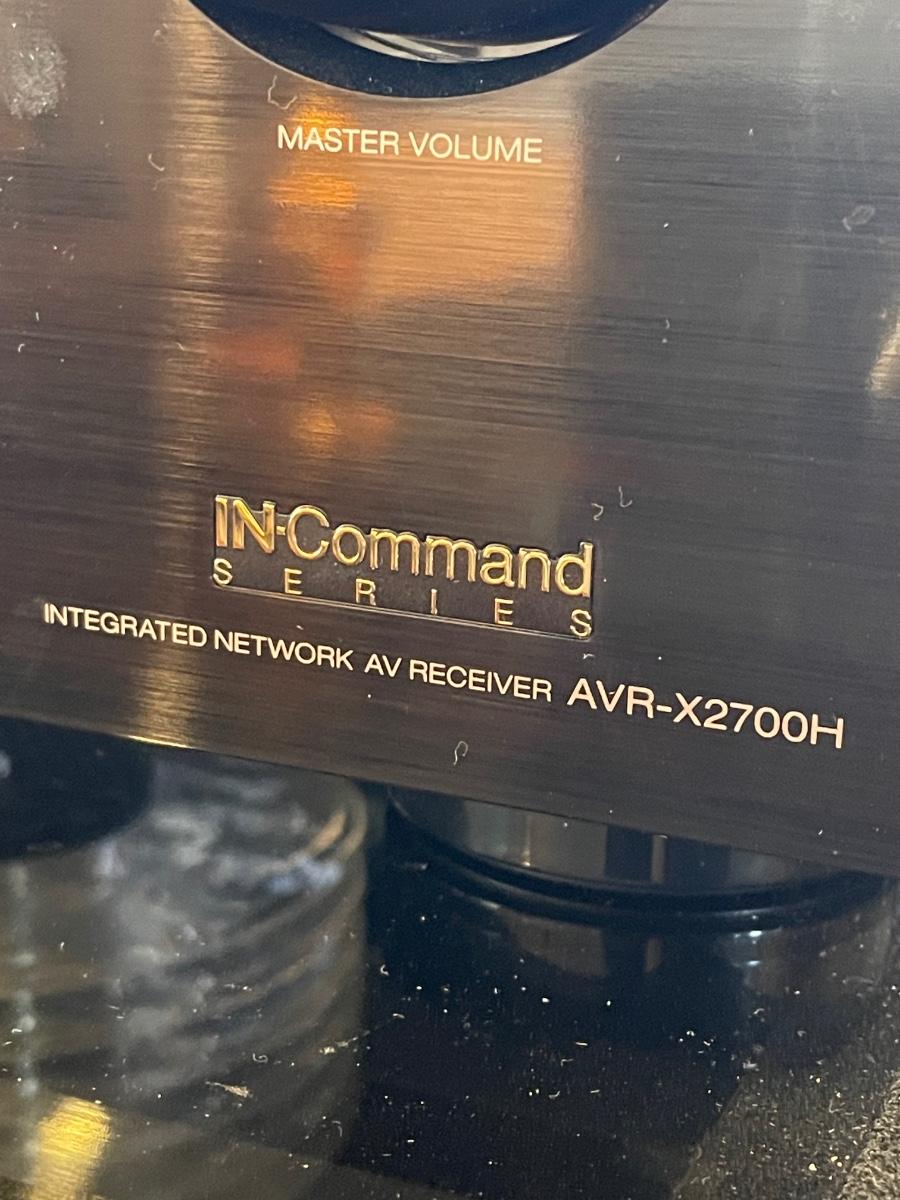 MASTER VOLUME
IN·Command
SERIES
INTEGRATED NETWORK AV RECEIVER AVR-X2700H